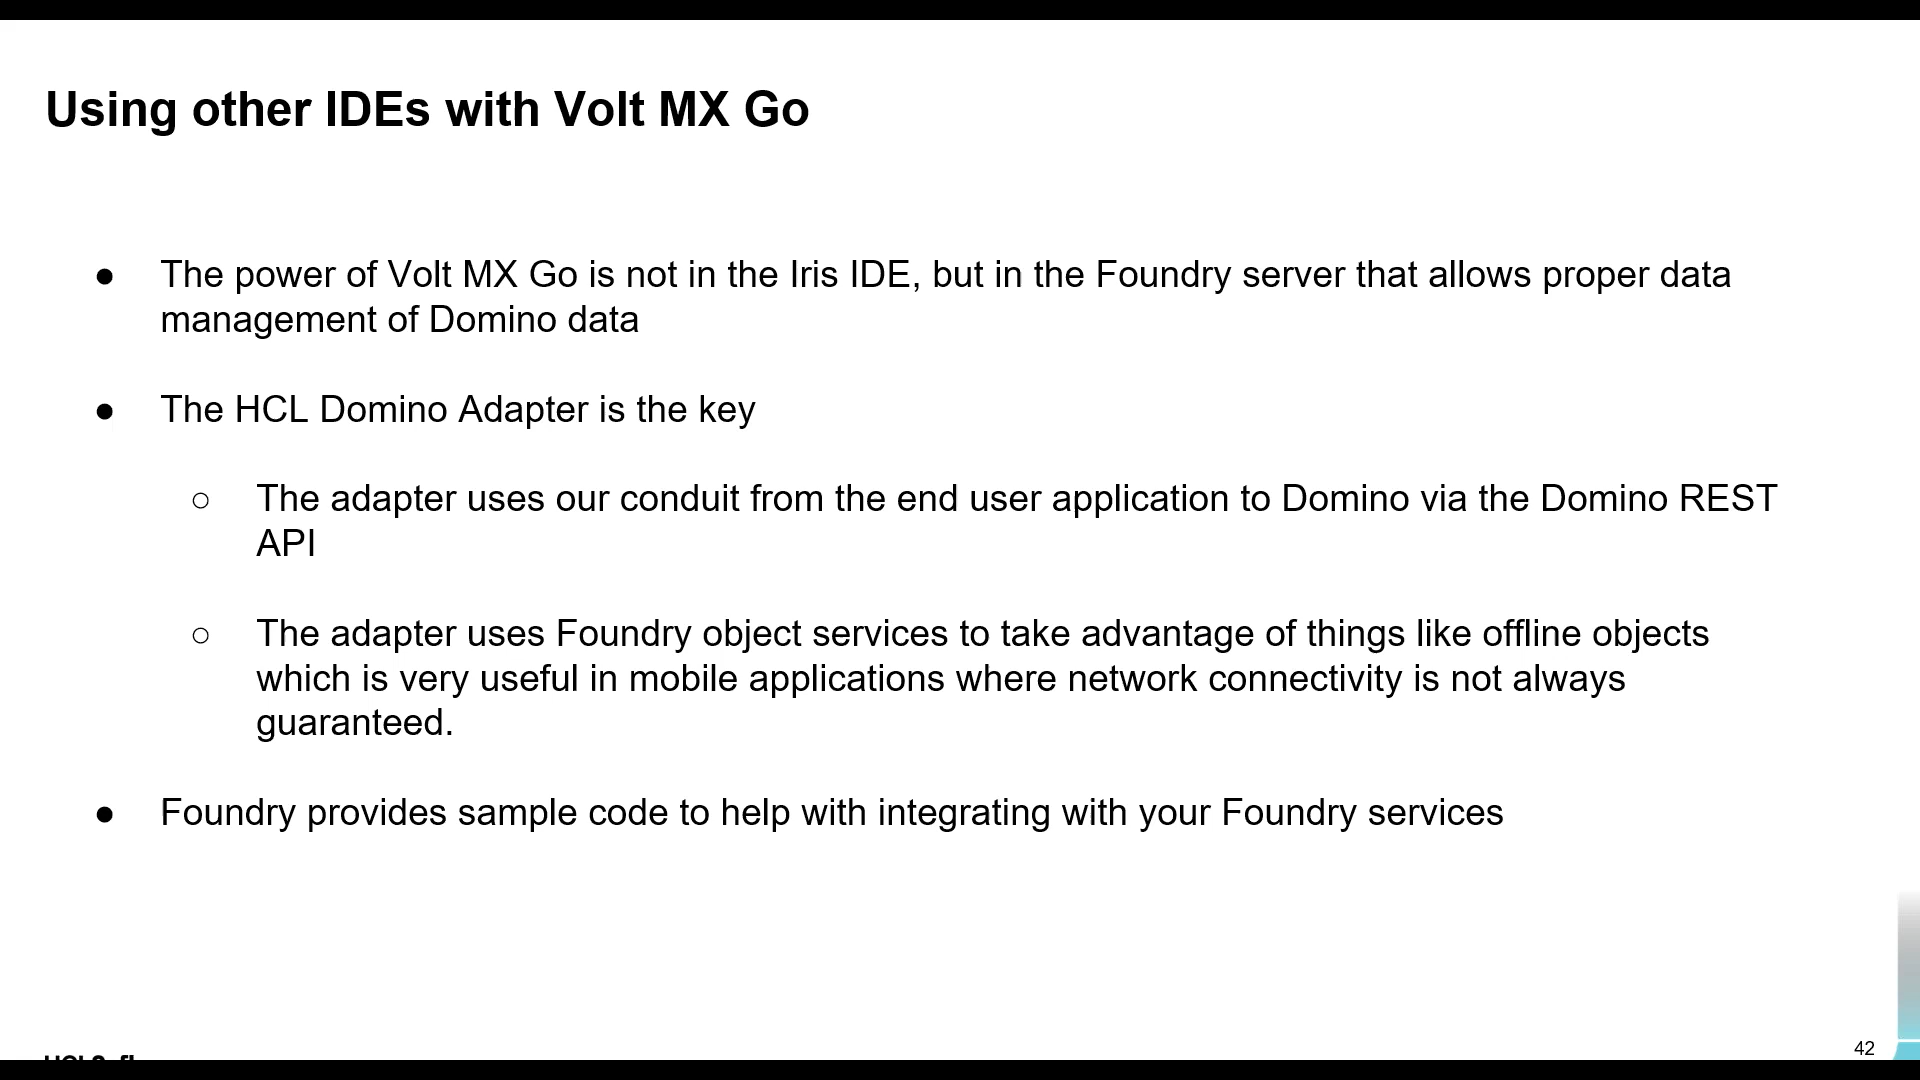 Using other IDEs with Volt MX Go
● The power of Volt MX Go is not in the Iris IDE, but in the Foundry server that allows proper data
management of Domino data
● The HCL Domino Adapter is the key
○ The adapter uses our conduit from the end user application to Domino via the Domino REST
API
○ The adapter uses Foundry object services to take advantage of things like offline objects
which is very useful in mobile applications where network connectivity is not always
guaranteed.
● Foundry provides sample code to help with integrating with your Foundry services
42